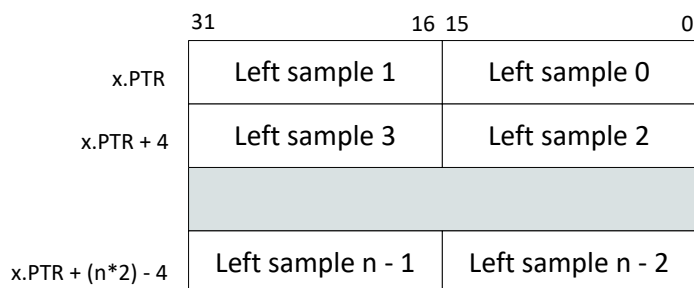 31 16 15 0
x.PTR Left sample 1 Left sample 0
x.PTR + 4 Left sample 3 Left sample 2
x.PTR + (n*2) - 4 Left sample n - 1 Left sample n - 2